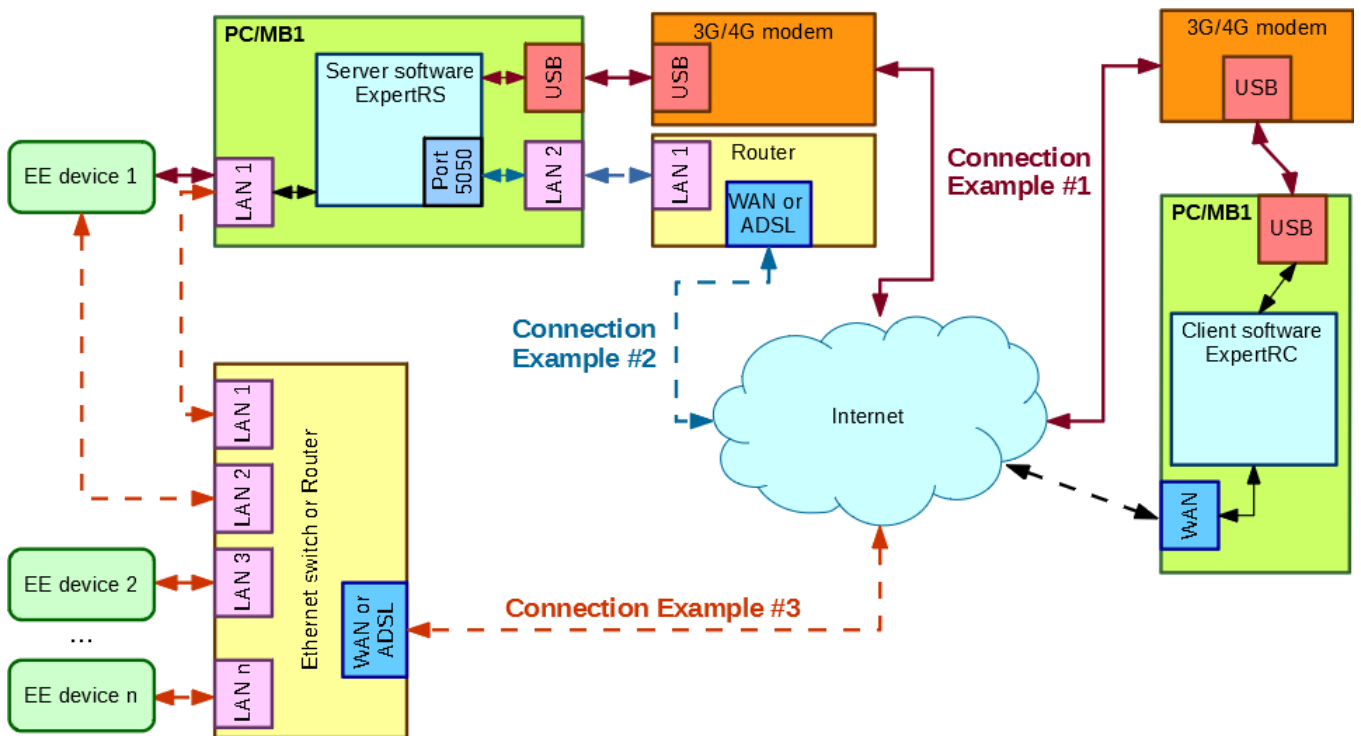 PC/MB1
Server software
ExpertRS
USB
Port
5050
LAN 1
LAN 2
EE device 1
3G/4G modem
USB
Router
LAN 1
WAN or
ADSL
Connection
Example #1
3G/4G modem
USB
PC/MB1
USB
Client software
ExpertRC
WAN
Connection
Example #2
Internet
LAN 1
LAN 2
LAN 3
LAN n
Ethernet switch or Router
WAN or
ADSL
EE device 2
...
EE device n
Connection Example #3